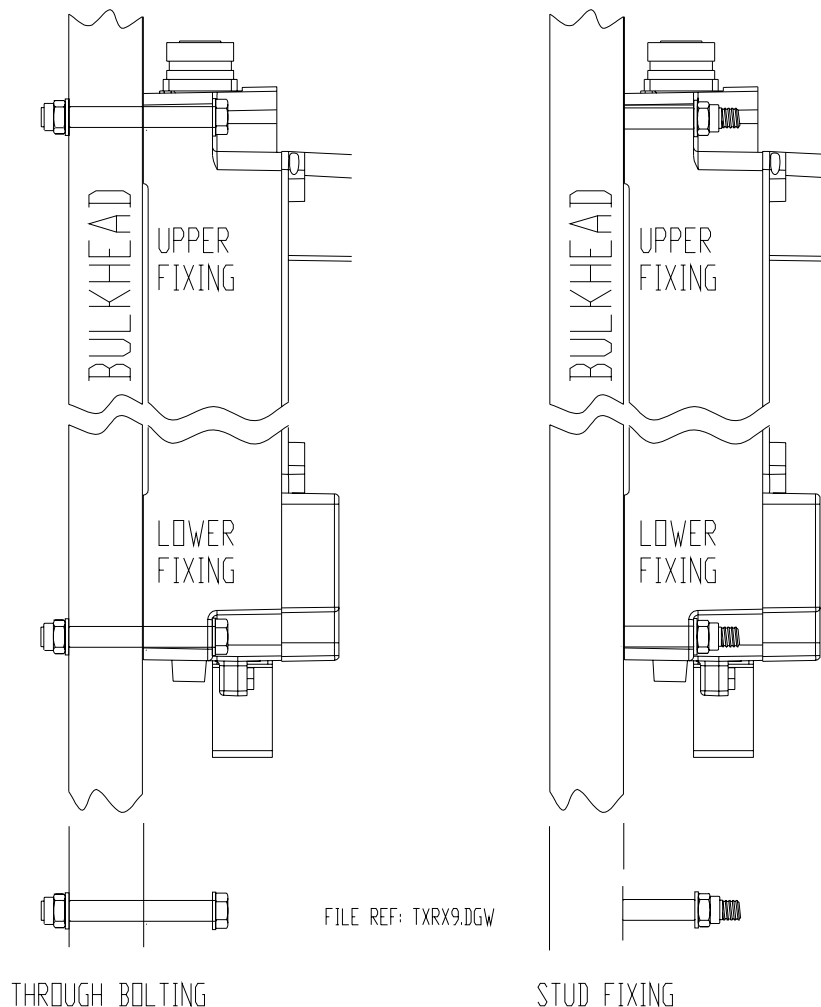 BULKHEAD
UPPER
FIXING
LOWER
FIXING
BULKHEAD
UPPER
FIXING
LOWER
FIXING
FILE REF: TXRX9.DGW
THROUGH BOLTING
STUD FIXING